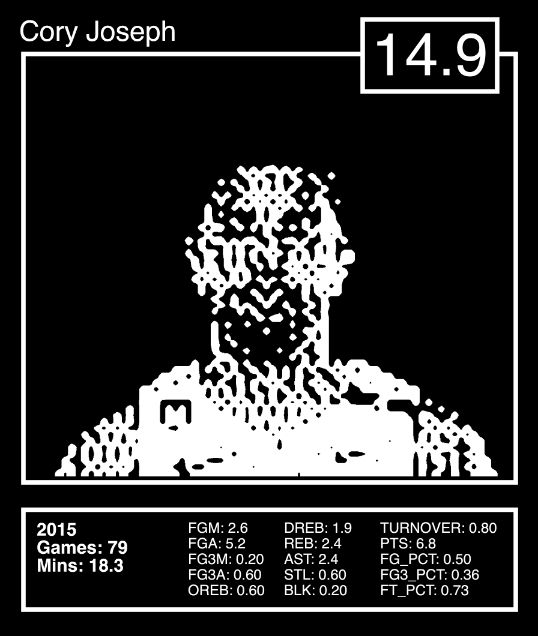 Cory Joseph
14.9
2015
Games: 79
Mins: 18.3
FGM: 2.6
FGA: 5.2
FG3M: 0.20
FG3A: 0.60
OREB: 0.60
DREB: 1.9
REB: 2.4
AST: 2.4
STL: 0.60
BLK: 0.20
TURNOVER: 0.80
PTS: 6.8
FG_PCT: 0.50
FG3_PCT: 0.36
FT_PCT: 0.73